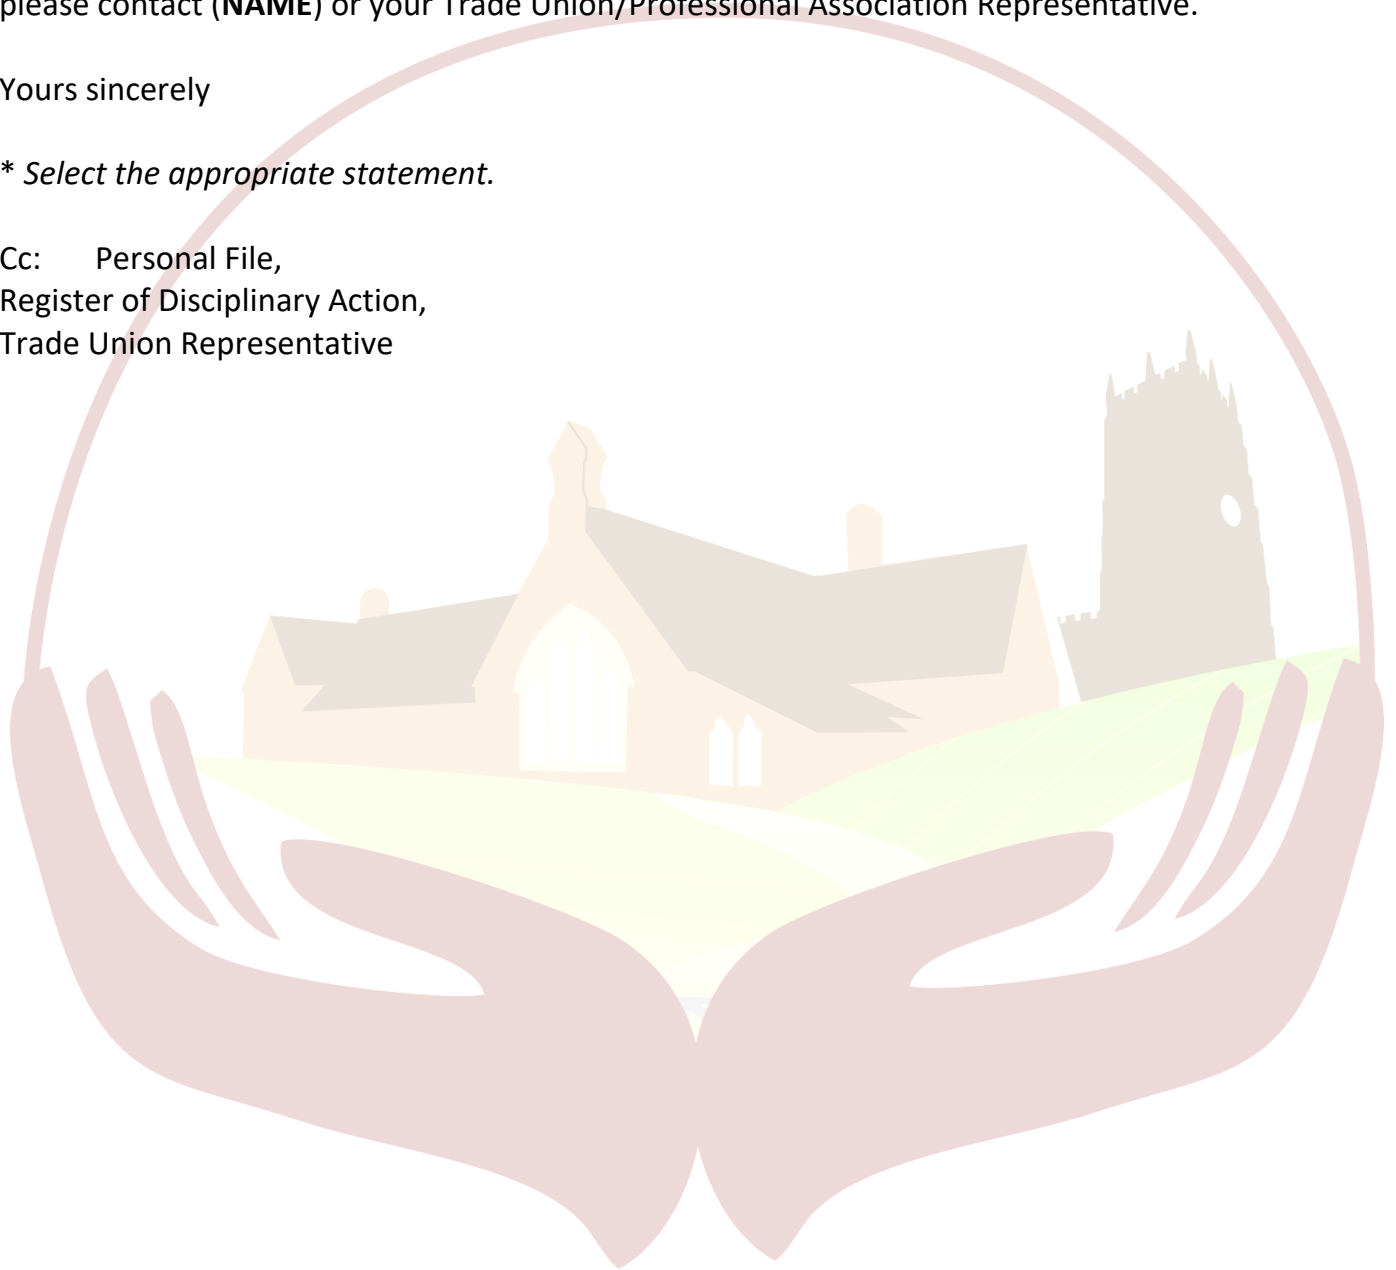 please contact (NAME) or your Trade Union/Professional Association Representative.
Yours sincerely
* Select the appropriate statement.
Cc: Personal File,
Register of Disciplinary Action,
Trade Union Representative